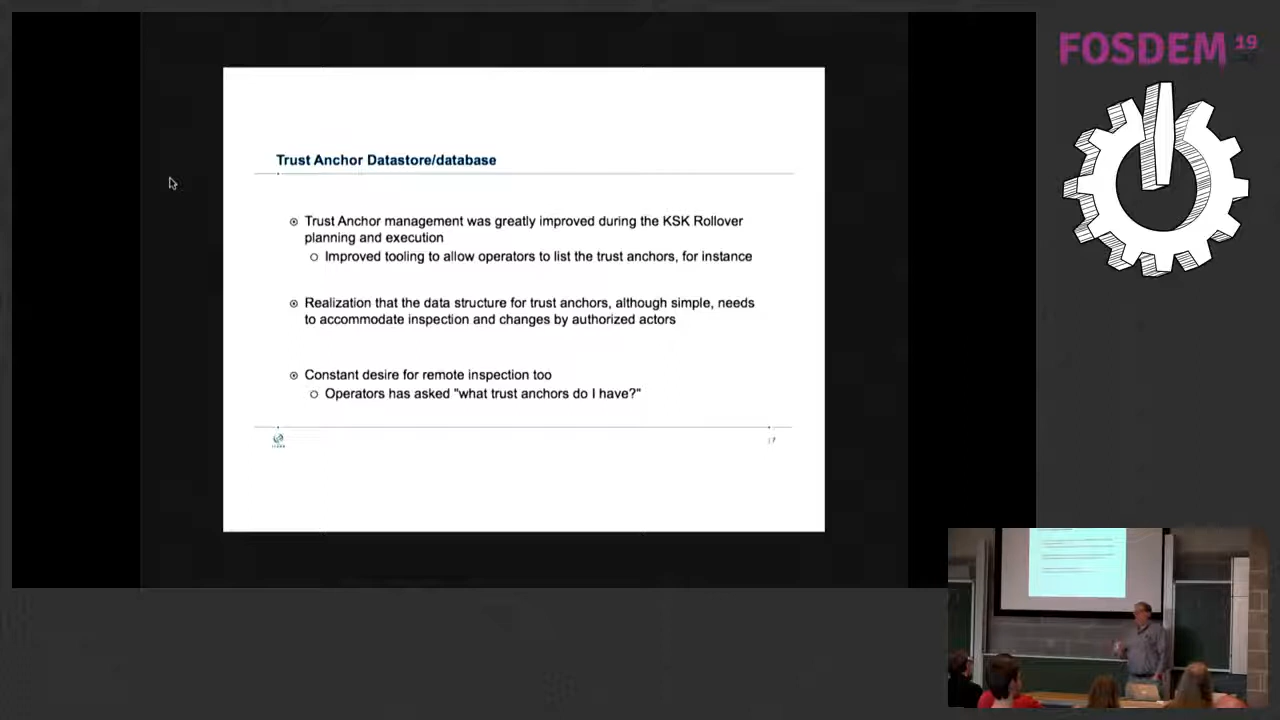 FOSDEM 19
Trust Anchor Datastore/database
Trust Anchor management was greatly improved during the KSK Rollover
planning and execution
Improved tooling to allow operators to list the trust anchors, for instance
Realization that the data structure for trust anchors, although simple, needs
to accommodate inspection and changes by authorized actors
Constant desire for remote inspection too
Operators has asked "what trust anchors do I have?"
| 7